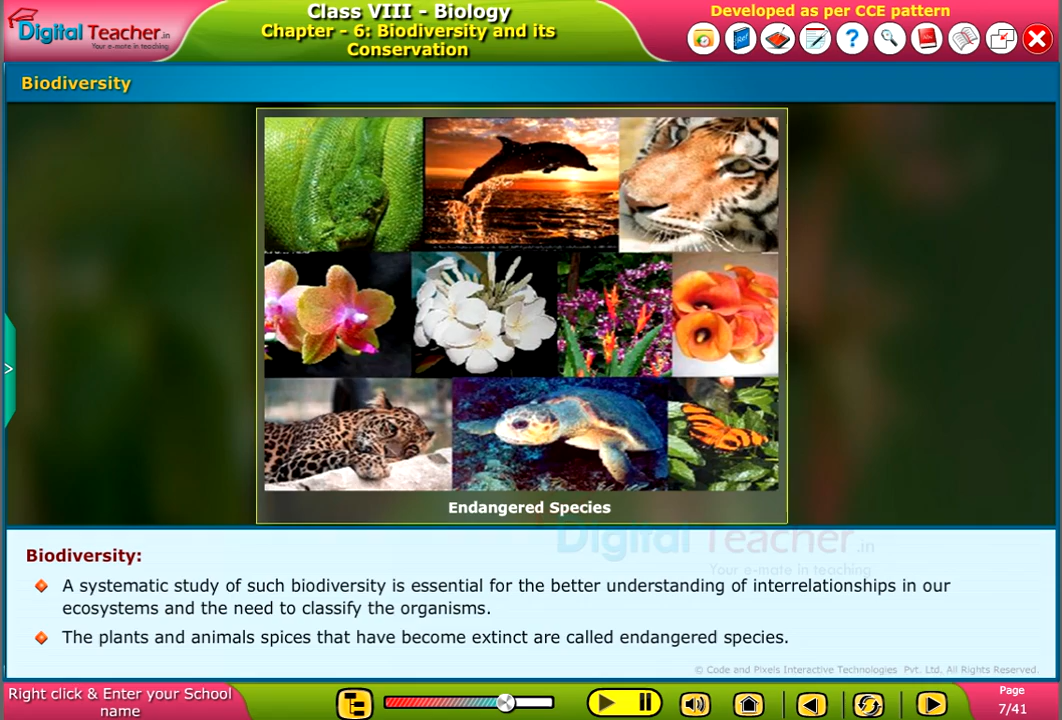 Digital Teacher.in
Your e-mate in teaching
Class VIII - Biology
Chapter - 6: Biodiversity and its
Conservation
Developed as per CCE pattern
Ref
?
Biodiversity
>
Endangered Species
Digital Teacher.in
Your e-mate in teaching
Biodiversity:
A systematic study of such biodiversity is essential for the better understanding of interrelationships in our
ecosystems and the need to classify the organisms.
The plants and animals spices that have become extinct are called endangered species.
© Code and Pixels Interactive Technologies Pvt. Ltd, All Rights Reserved.
Right click & Enter your School
name
Page
7/41